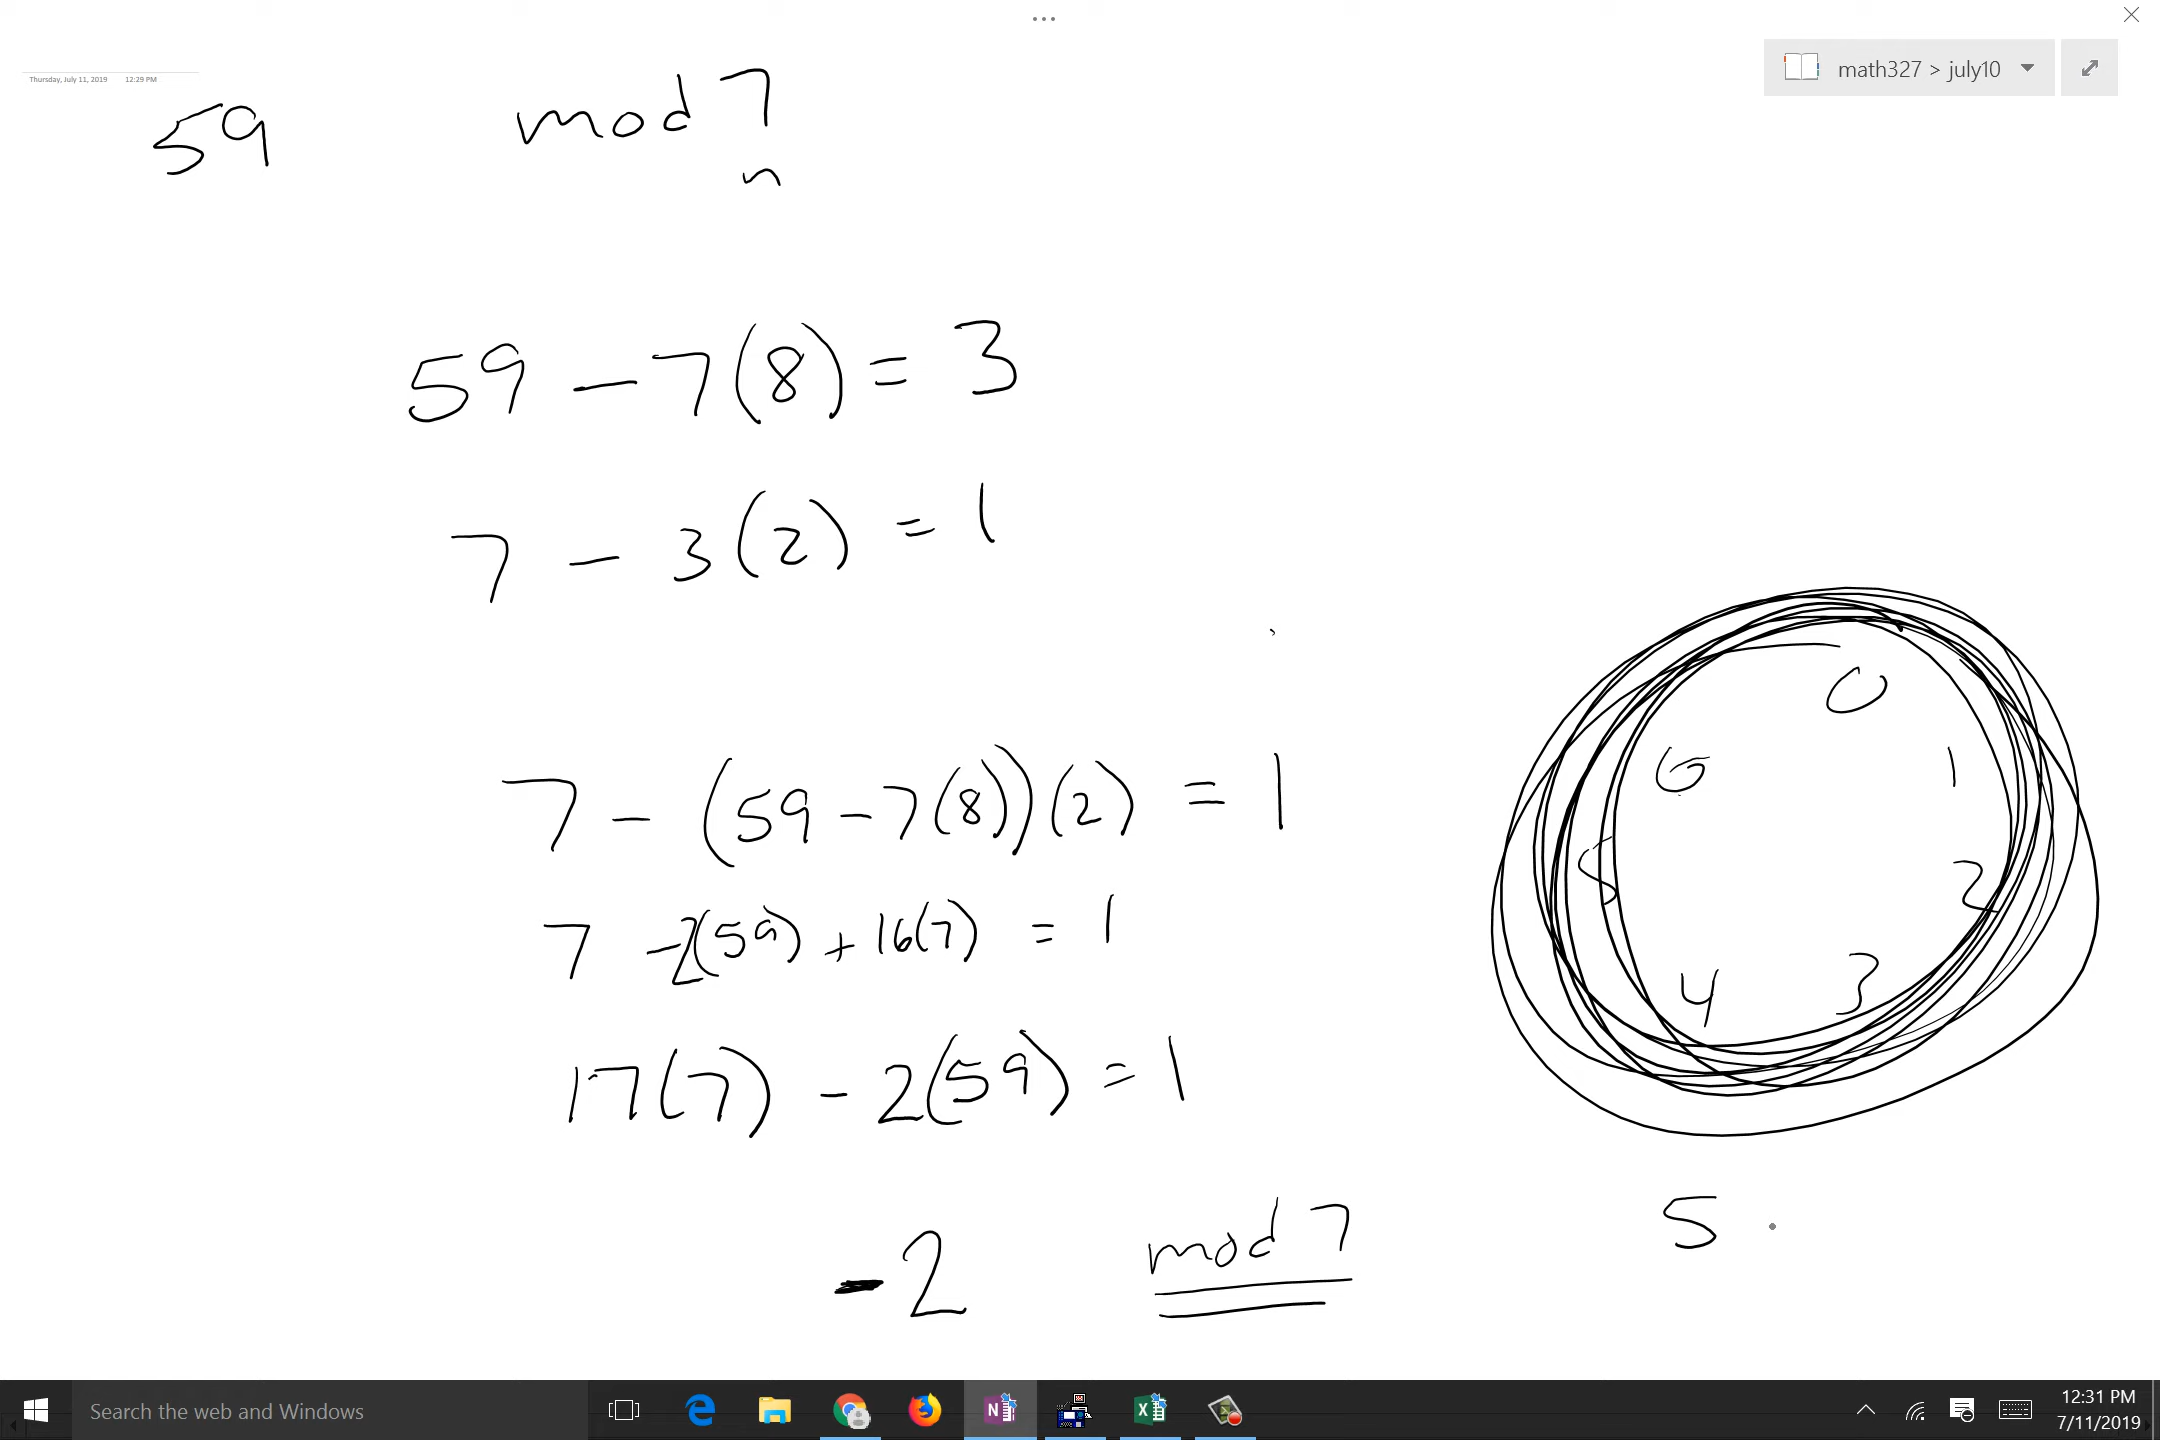 math327 > july10
Thursday, July 11, 2019 12:29 PM
59 mod 7
n
59 - 7(8) = 3
7 - 3(2) = 1
7 - (59 - 7(8))(2) = 1
7 - 2(59) + 16(7) = 1
17(7) - 2(59) = 1
-2 mod 7
0
6 1
5 2
4 3
5
Search the web and Windows
12:31 PM
7/11/2019